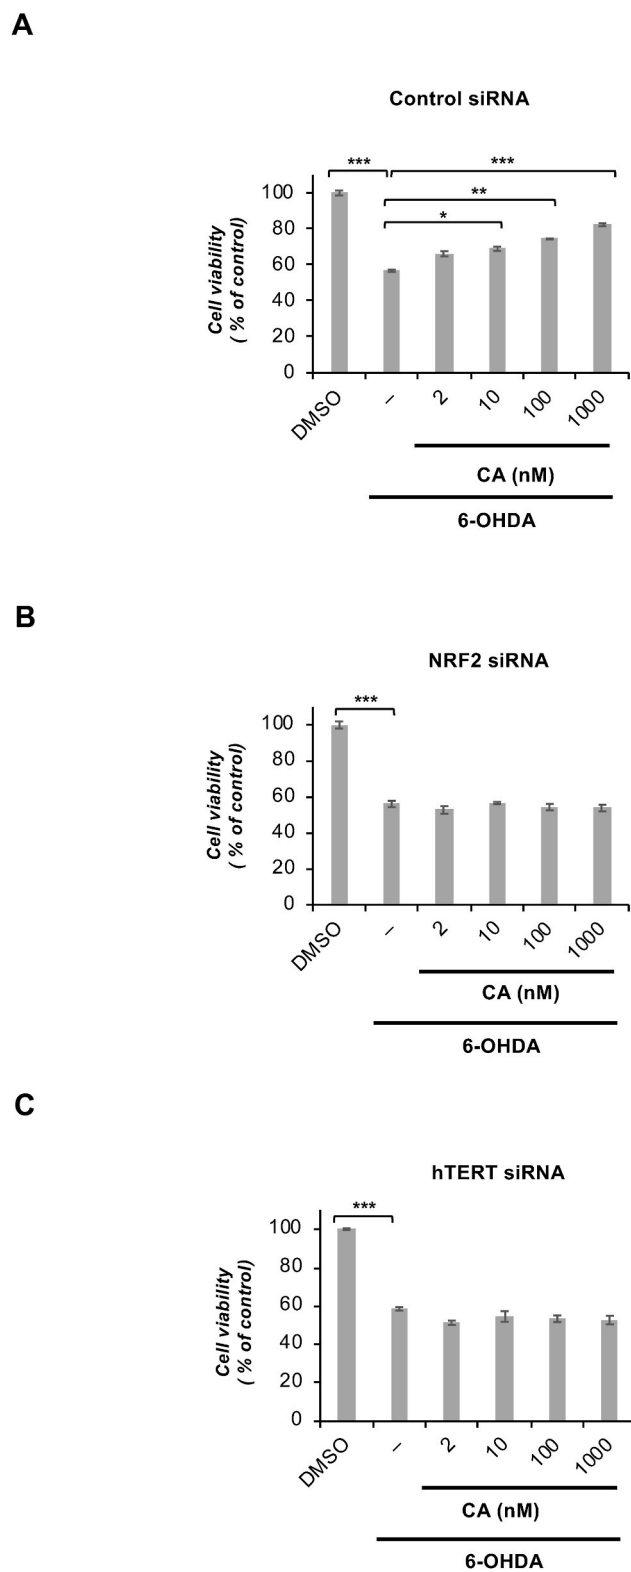 A
Control siRNA
***
***
**
*
Cell viability
( % of control)
100
80
60
40
20
0
DMSO
–
2
10
100
1000
CA (nM)
6-OHDA
B
NRF2 siRNA
***
Cell viability
( % of control)
100
80
60
40
20
0
DMSO
–
2
10
100
1000
CA (nM)
6-OHDA
C
hTERT siRNA
***
Cell viability
( % of control)
100
80
60
40
20
0
DMSO
–
2
10
100
1000
CA (nM)
6-OHDA